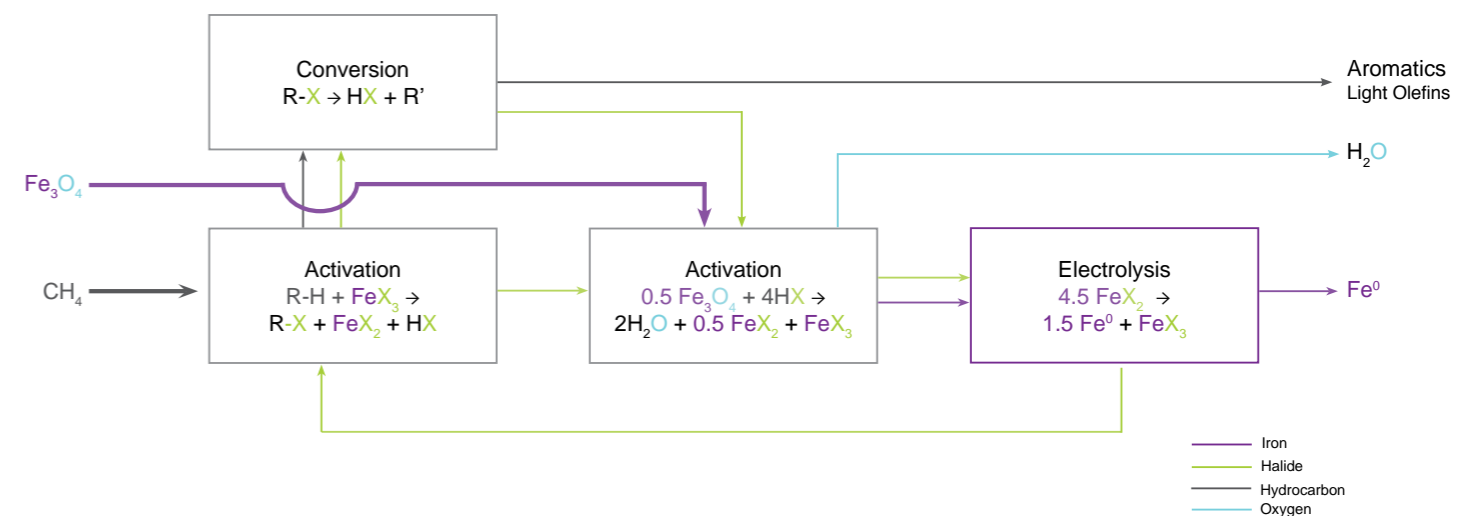 Conversion
R-X → HX + R’
Aromatics
Light Olefins
H₂O
Fe₃O₄
CH₄
Activation
R-H + FeX₃ →
R-X + FeX₂ + HX
Activation
0.5 Fe₃O₄ + 4HX →
2H₂O + 0.5 FeX₂ + FeX₃
Electrolysis
4.5 FeX₂ →
1.5 Fe⁰ + FeX₃
Fe⁰
Iron
Halide
Hydrocarbon
Oxygen